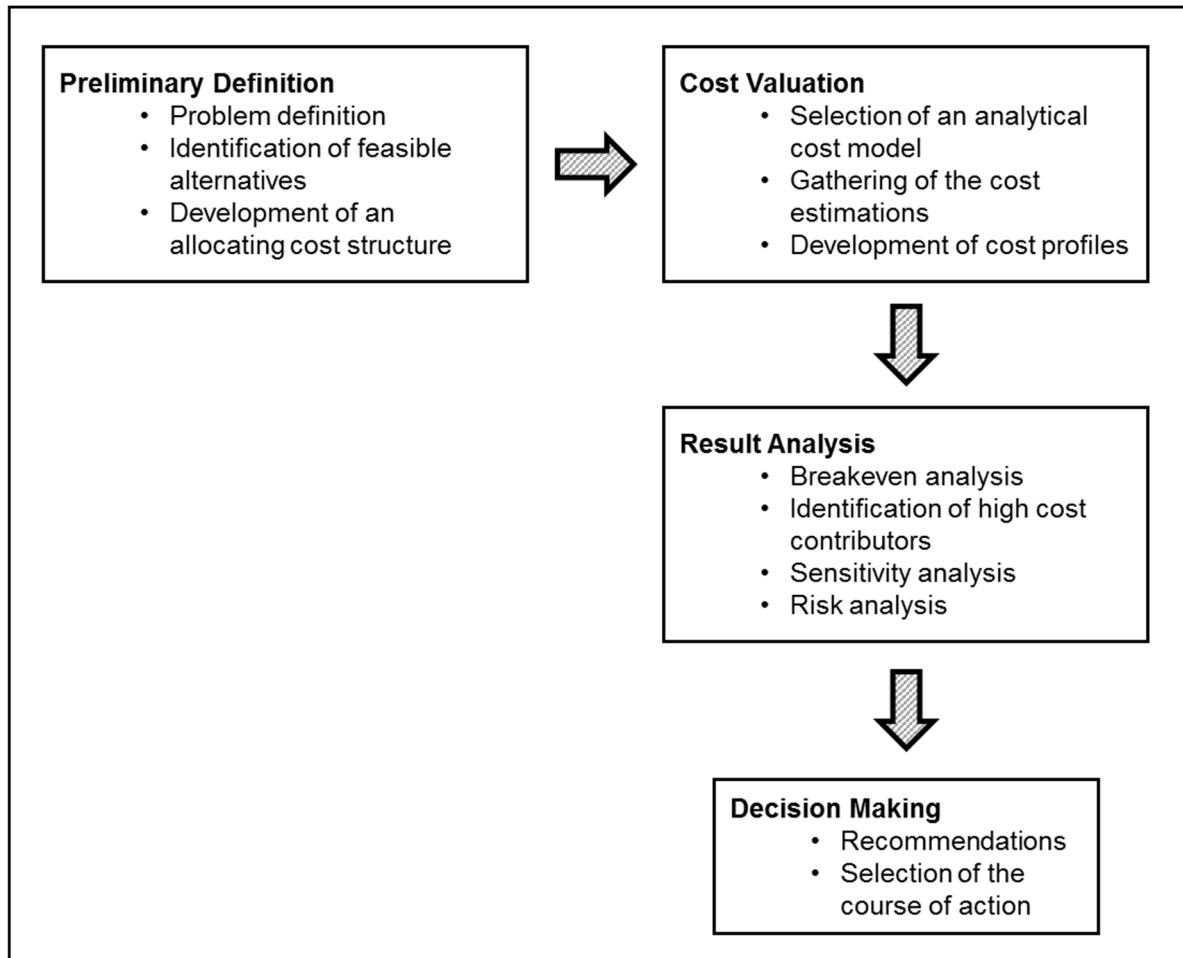 Preliminary Definition
• Problem definition
• Identification of feasible
alternatives
• Development of an
allocating cost structure
Cost Valuation
• Selection of an analytical
cost model
• Gathering of the cost
estimations
• Development of cost profiles
Result Analysis
• Breakeven analysis
• Identification of high cost
contributors
• Sensitivity analysis
• Risk analysis
Decision Making
• Recommendations
• Selection of the
course of action